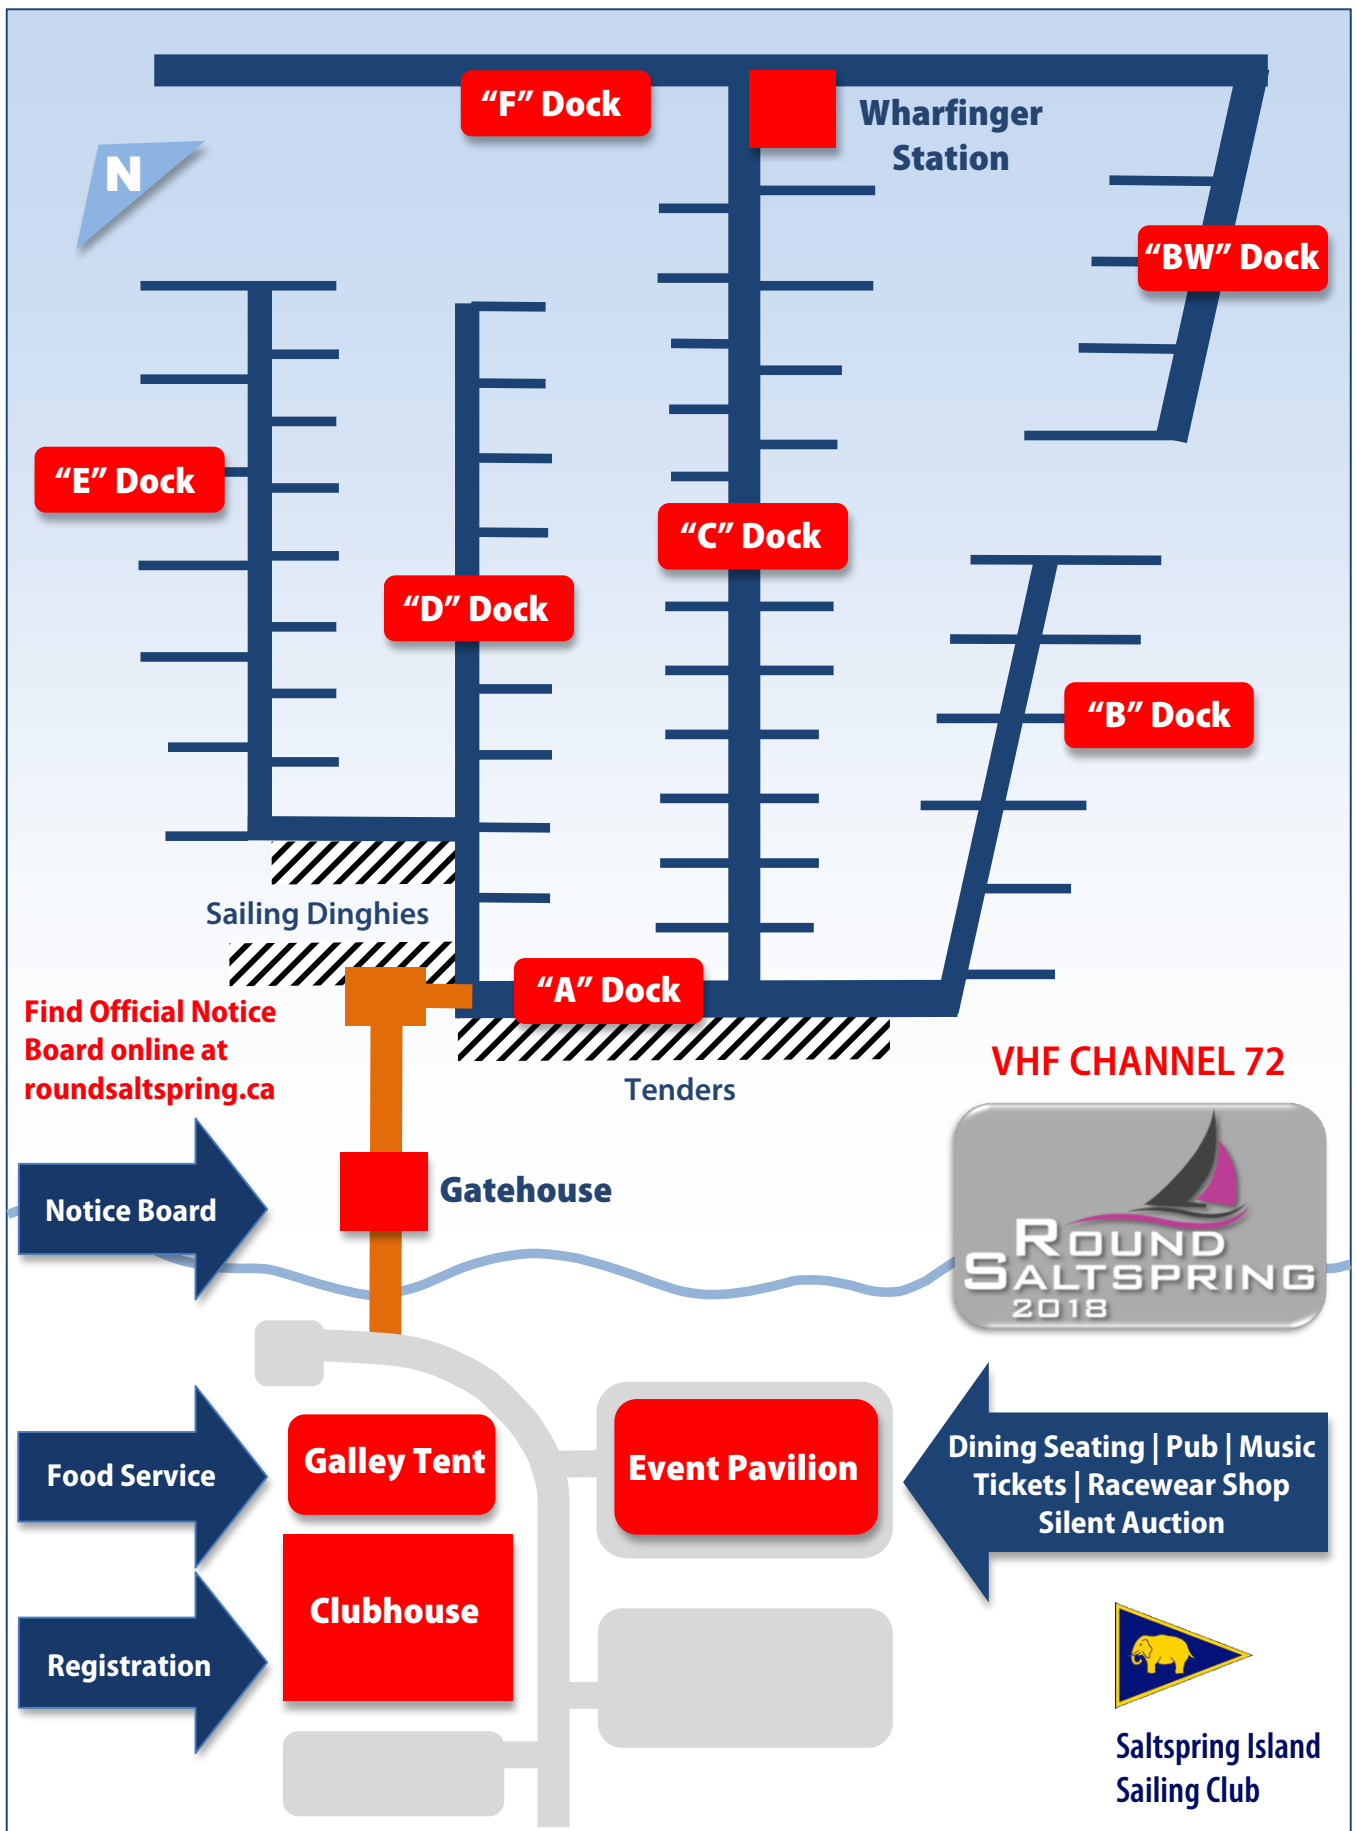 “F” Dock
Wharfinger
Station
N
“BW” Dock
“E” Dock
“C” Dock
“D” Dock
“B” Dock
Sailing Dinghies
“A” Dock
Find Official Notice
Board online at
roundsaltspring.ca
VHF CHANNEL 72
Tenders
Notice Board
Gatehouse
ROUND
SALTSPRING
2018
Food Service
Galley Tent
Event Pavilion
Dining Seating | Pub | Music
Tickets | Racewear Shop
Silent Auction
Clubhouse
Registration
Saltspring Island
Sailing Club